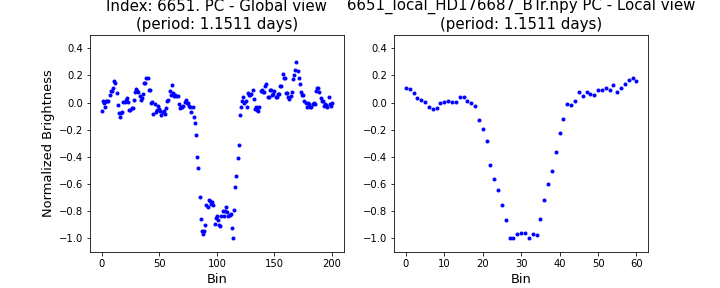 Index: 6651. PC - Global view
(period: 1.1511 days)
6651_local_HD176687_BTr.npy PC - Local view
(period: 1.1511 days)
Normalized Brightness
0.4
0.2
0.0
−0.2
−0.4
−0.6
−0.8
−1.0
0 50 100 150 200
Bin
0.4
0.2
0.0
−0.2
−0.4
−0.6
−0.8
−1.0
0 10 20 30 40 50 60
Bin